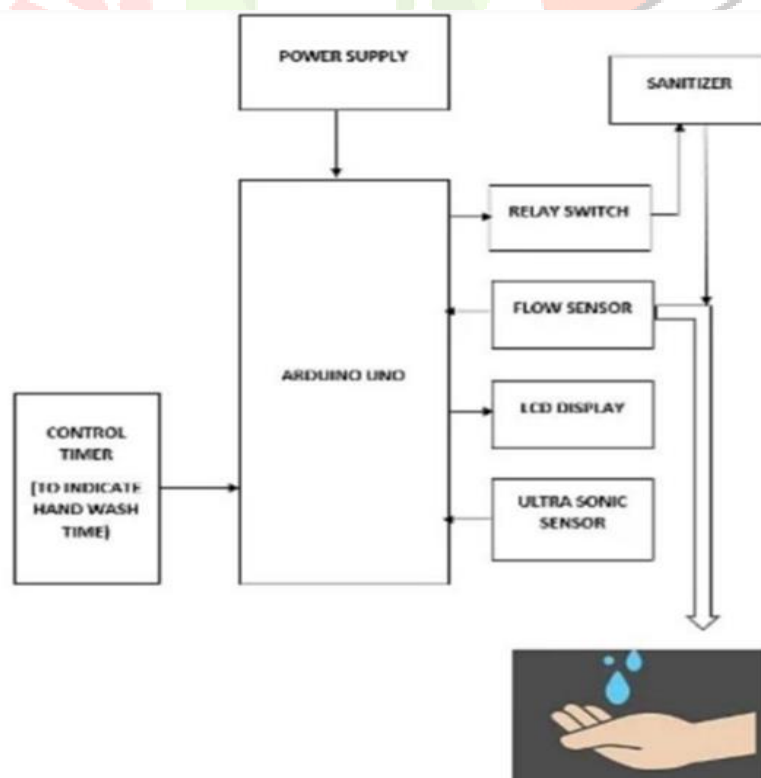 POWER SUPPLY
SANITIZER
RELAY SWITCH
FLOW SENSOR
ARDUINO UNO
LCD DISPLAY
CONTROL
TIMER
(TO INDICATE
HAND WASH
TIME)
ULTRA SONIC
SENSOR